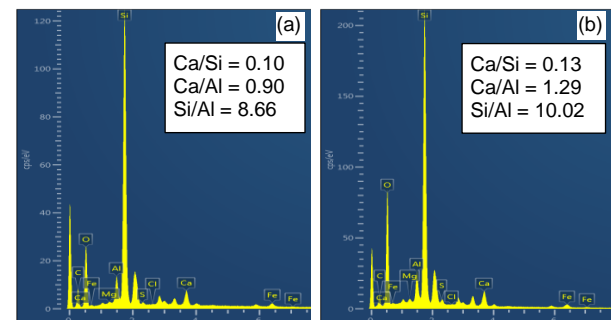 (a)
Ca/Si = 0.10
Ca/Al = 0.90
Si/Al = 8.66
120
100
80
60
40
20
0
cps/eV
Si
O
C
Ca
Fe
Mg
Al
S
Cl
Ca
Fe
Fe
(b)
Ca/Si = 0.13
Ca/Al = 1.29
Si/Al = 10.02
200
150
100
50
0
cps/eV
Si
O
C
Ca
Fe
Mg
Al
S
Cl
Ca
Fe
Fe